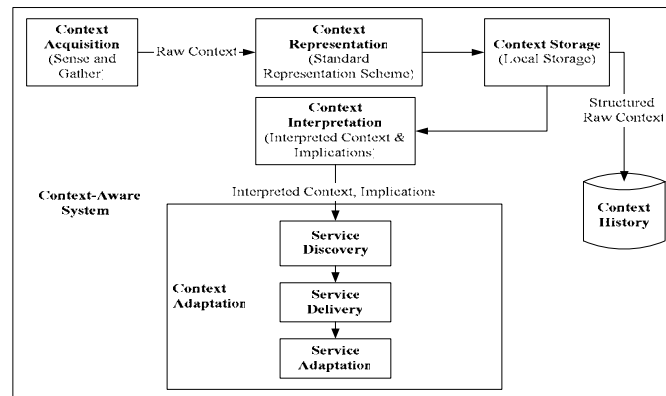 Context
Acquisition
(Sense and
Gather)
Raw Context
Context
Representation
(Standard
Representation Scheme)
Context Storage
(Local Storage)
Structured
Raw Context
Context
Interpretation
(Interpreted Context &
Implications)
Interpreted Context, Implications
Context-Aware
System
Context
History
Service
Discovery
Context
Adaptation
Service
Delivery
Service
Adaptation